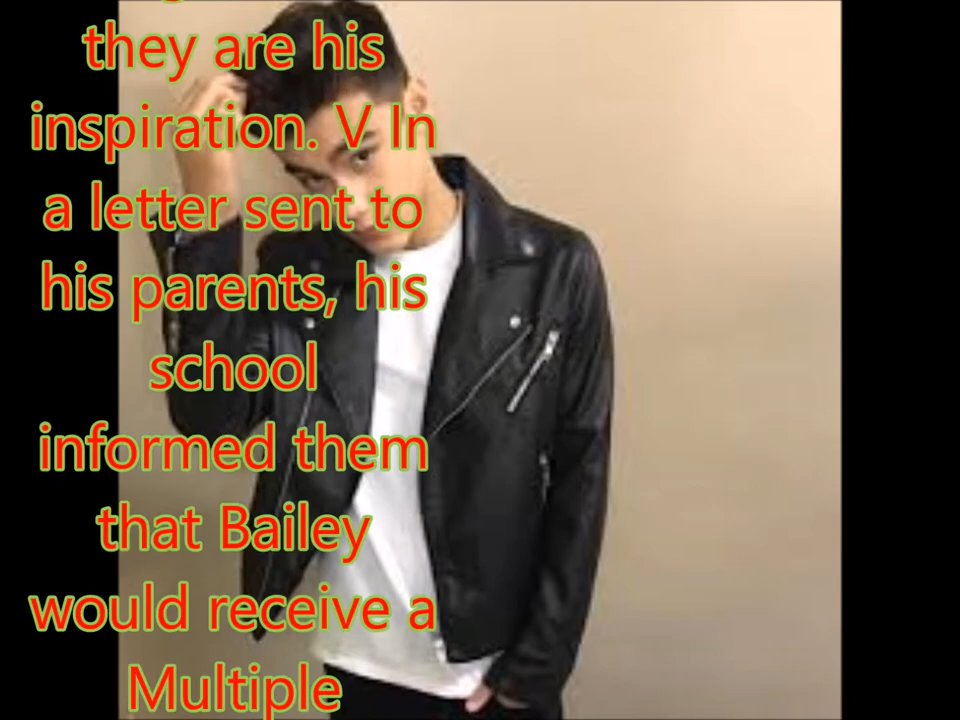 they are his
inspiration. V In
a letter sent to
his parents, his
school
informed them
that Bailey
would receive a
Multiple